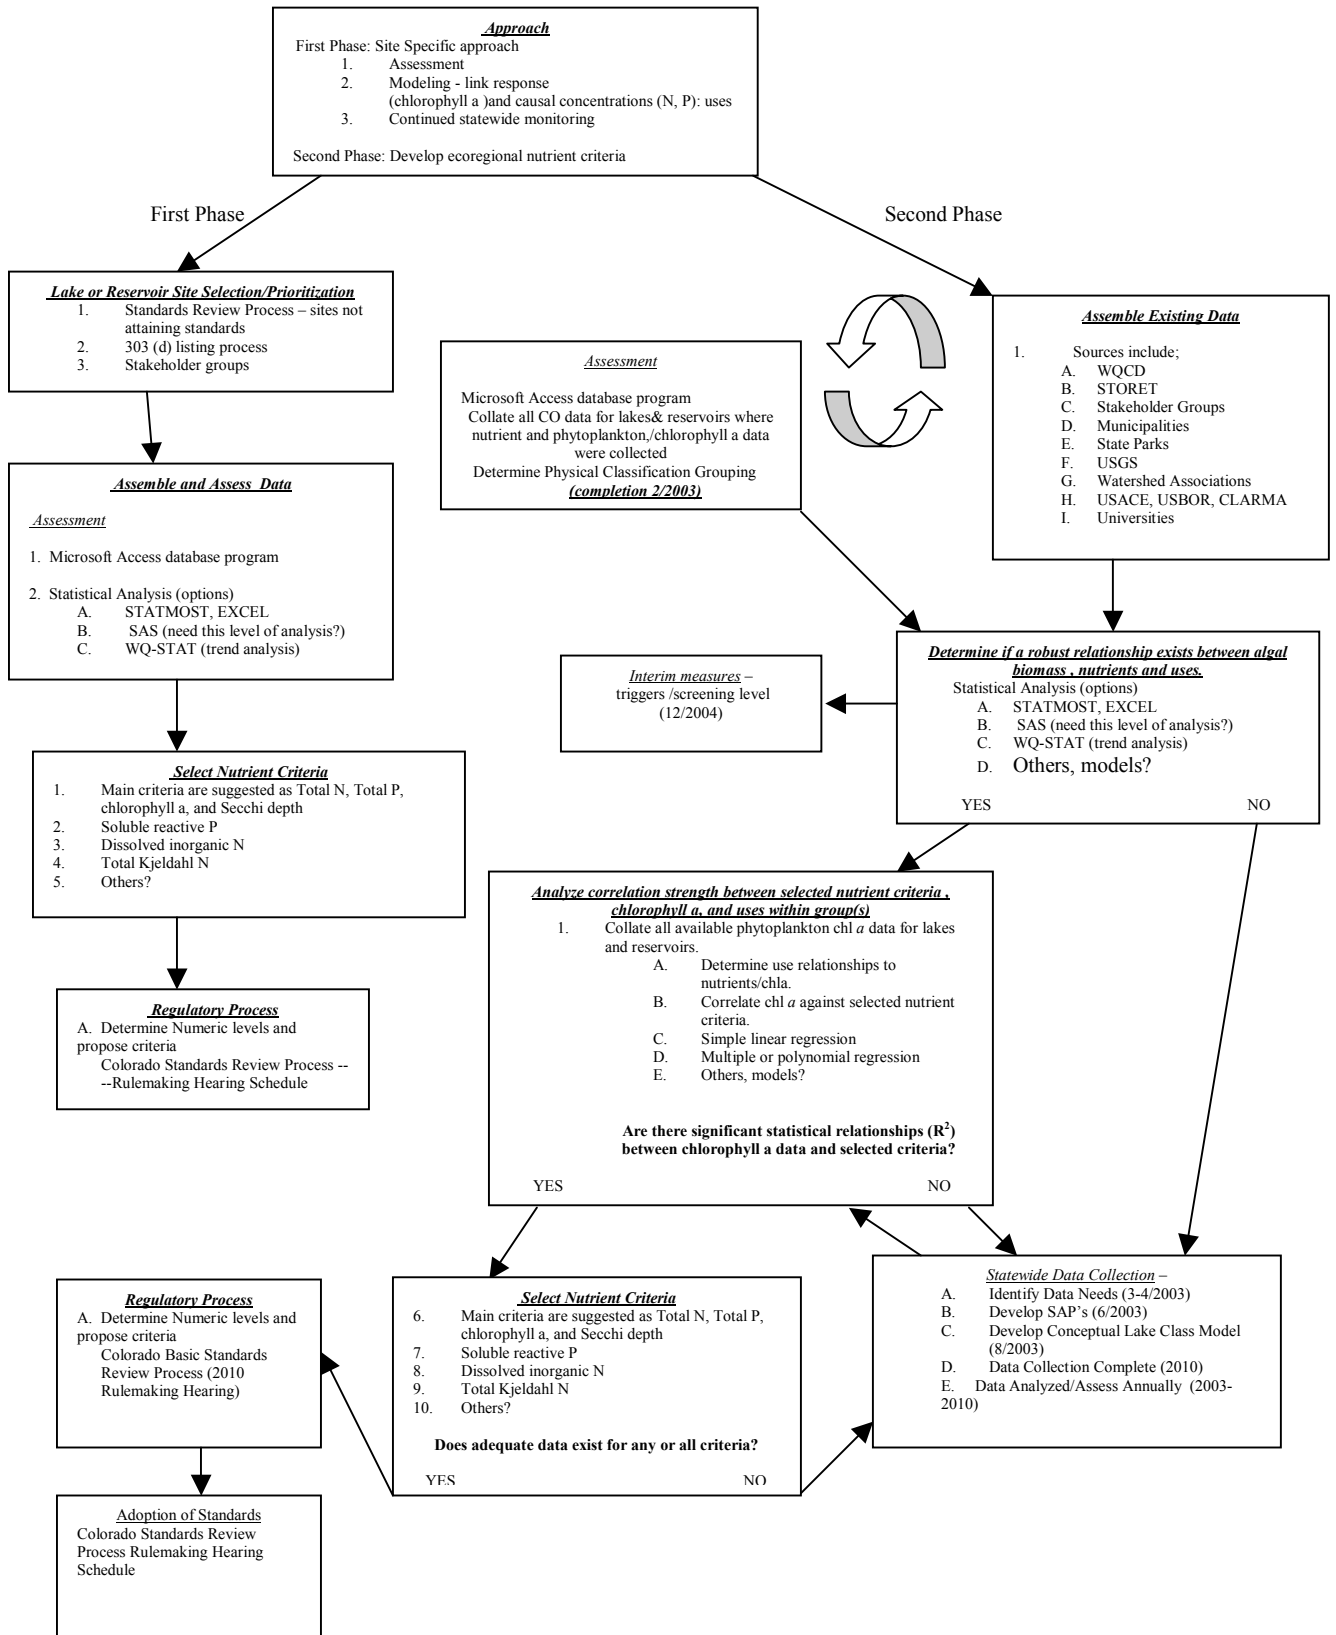 Approach
First Phase: Site Specific approach
1. Assessment
2. Modeling - link response
(chlorophyll a )and causal concentrations (N, P): uses
3. Continued statewide monitoring
Second Phase: Develop ecoregional nutrient criteria
First Phase
Second Phase
Lake or Reservoir Site Selection/Prioritization
1. Standards Review Process – sites not
attaining standards
2. 303 (d) listing process
3. Stakeholder groups
Assessment
Microsoft Access database program
Collate all CO data for lakes& reservoirs where
nutrient and phytoplankton,/chlorophyll a data
were collected
Determine Physical Classification Grouping
(completion 2/2003)
Assemble Existing Data
1. Sources include;
A. WQCD
B. STORET
C. Stakeholder Groups
D. Municipalities
E. State Parks
F. USGS
G. Watershed Associations
H. USACE, USBOR, CLARMA
I. Universities
Assemble and Assess Data
Assessment
1. Microsoft Access database program
2. Statistical Analysis (options)
A. STATMOST, EXCEL
B. SAS (need this level of analysis?)
C. WQ-STAT (trend analysis)
Interim measures –
triggers /screening level
(12/2004)
Determine if a robust relationship exists between algal
biomass , nutrients and uses.
Statistical Analysis (options)
A. STATMOST, EXCEL
B. SAS (need this level of analysis?)
C. WQ-STAT (trend analysis)
D. Others, models?
YES NO
Select Nutrient Criteria
1. Main criteria are suggested as Total N, Total P,
chlorophyll a, and Secchi depth
2. Soluble reactive P
3. Dissolved inorganic N
4. Total Kjeldahl N
5. Others?
Analyze correlation strength between selected nutrient criteria ,
chlorophyll a, and uses within group(s)
1. Collate all available phytoplankton chl a data for lakes
and reservoirs.
A. Determine use relationships to
nutrients/chla.
B. Correlate chl a against selected nutrient
criteria.
C. Simple linear regression
D. Multiple or polynomial regression
E. Others, models?
Are there significant statistical relationships (R2)
between chlorophyll a data and selected criteria?
YES NO
Regulatory Process
A. Determine Numeric levels and
propose criteria
Colorado Standards Review Process --
--Rulemaking Hearing Schedule
Regulatory Process
A. Determine Numeric levels and
propose criteria
Colorado Basic Standards
Review Process (2010
Rulemaking Hearing)
Select Nutrient Criteria
6. Main criteria are suggested as Total N, Total P,
chlorophyll a, and Secchi depth
7. Soluble reactive P
8. Dissolved inorganic N
9. Total Kjeldahl N
10. Others?
Does adequate data exist for any or all criteria?
YES NO
Statewide Data Collection –
A. Identify Data Needs (3-4/2003)
B. Develop SAP's (6/2003)
C. Develop Conceptual Lake Class Model
(8/2003)
D. Data Collection Complete (2010)
E. Data Analyzed/Assess Annually (2003-
2010)
Adoption of Standards
Colorado Standards Review
Process Rulemaking Hearing
Schedule